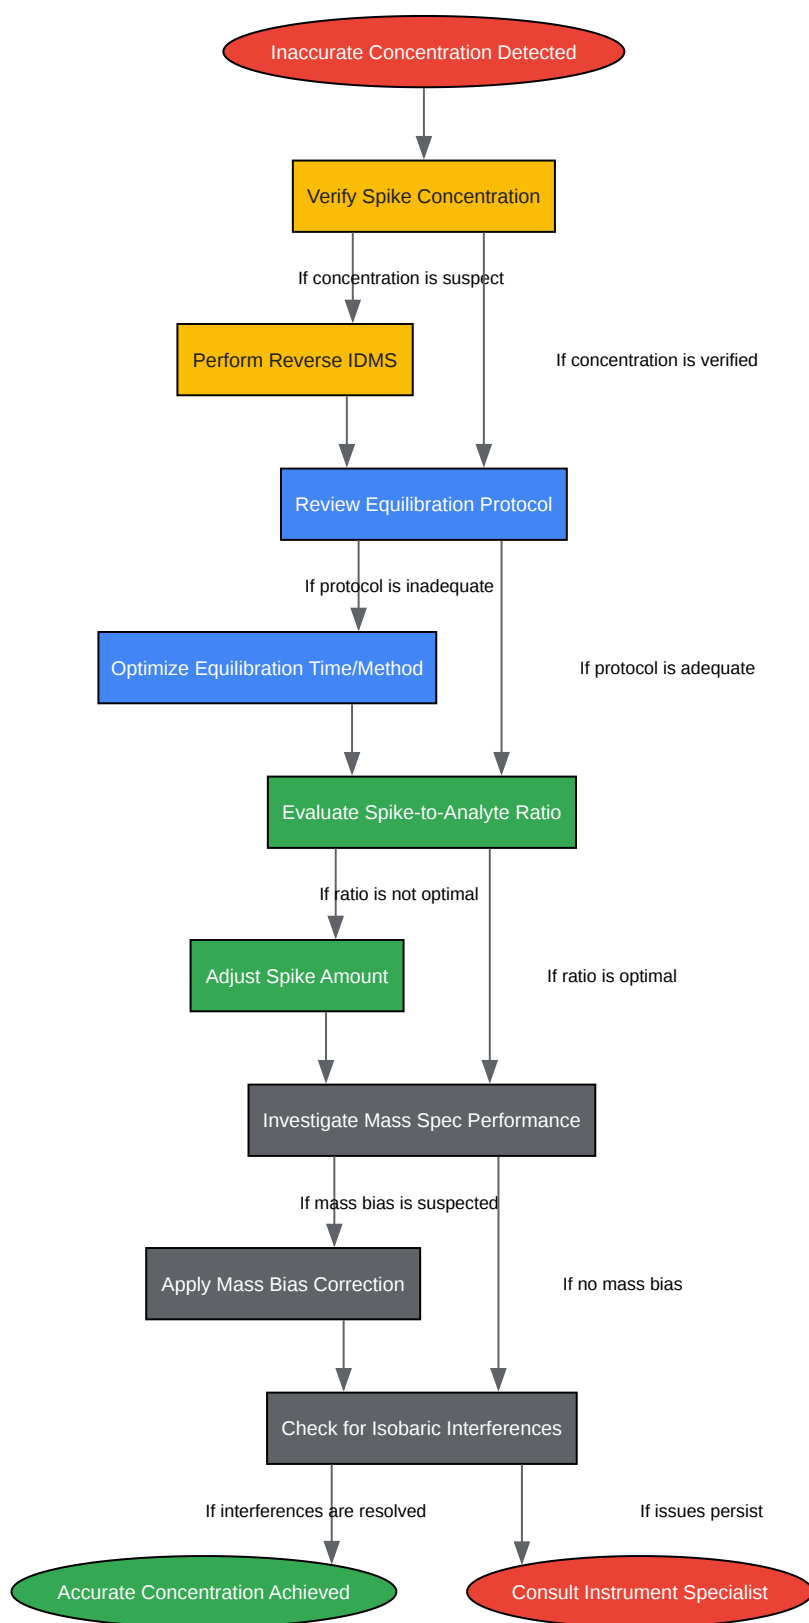 Inaccurate Concentration Detected
Verify Spike Concentration
If concentration is suspect
Perform Reverse IDMS
If concentration is verified
Review Equilibration Protocol
If protocol is inadequate
Optimize Equilibration Time/Method
If protocol is adequate
Evaluate Spike-to-Analyte Ratio
If ratio is not optimal
Adjust Spike Amount
If ratio is optimal
Investigate Mass Spec Performance
If mass bias is suspected
Apply Mass Bias Correction
If no mass bias
Check for Isobaric Interferences
If interferences are resolved
If issues persist
Accurate Concentration Achieved
Consult Instrument Specialist